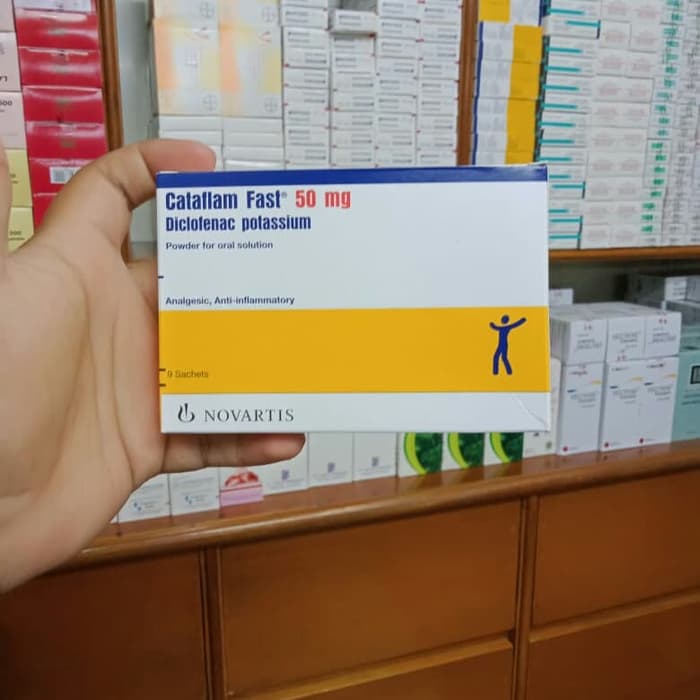 Cataflam Fast® 50 mg
Diclofenac potassium
Powder for oral solution
Analgesic, Anti-inflammatory
9 Sachets
NOVARTIS